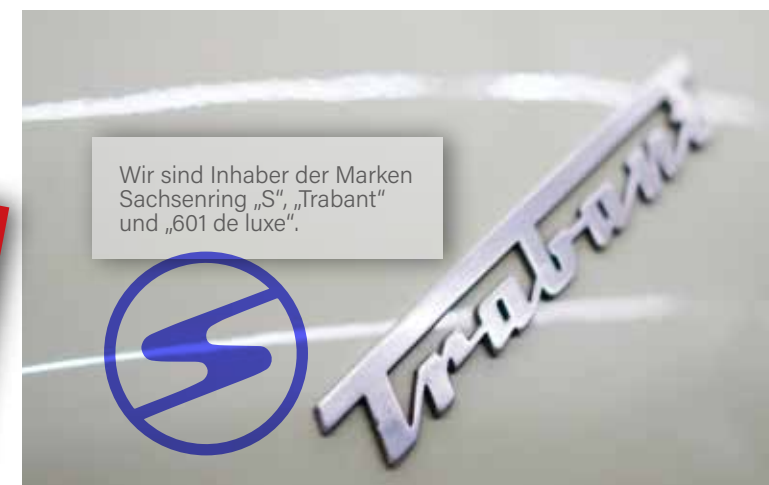 Wir sind Inhaber der Marken
Sachsenring „S“, „Trabant“
und „601 de luxe“.
Trabant